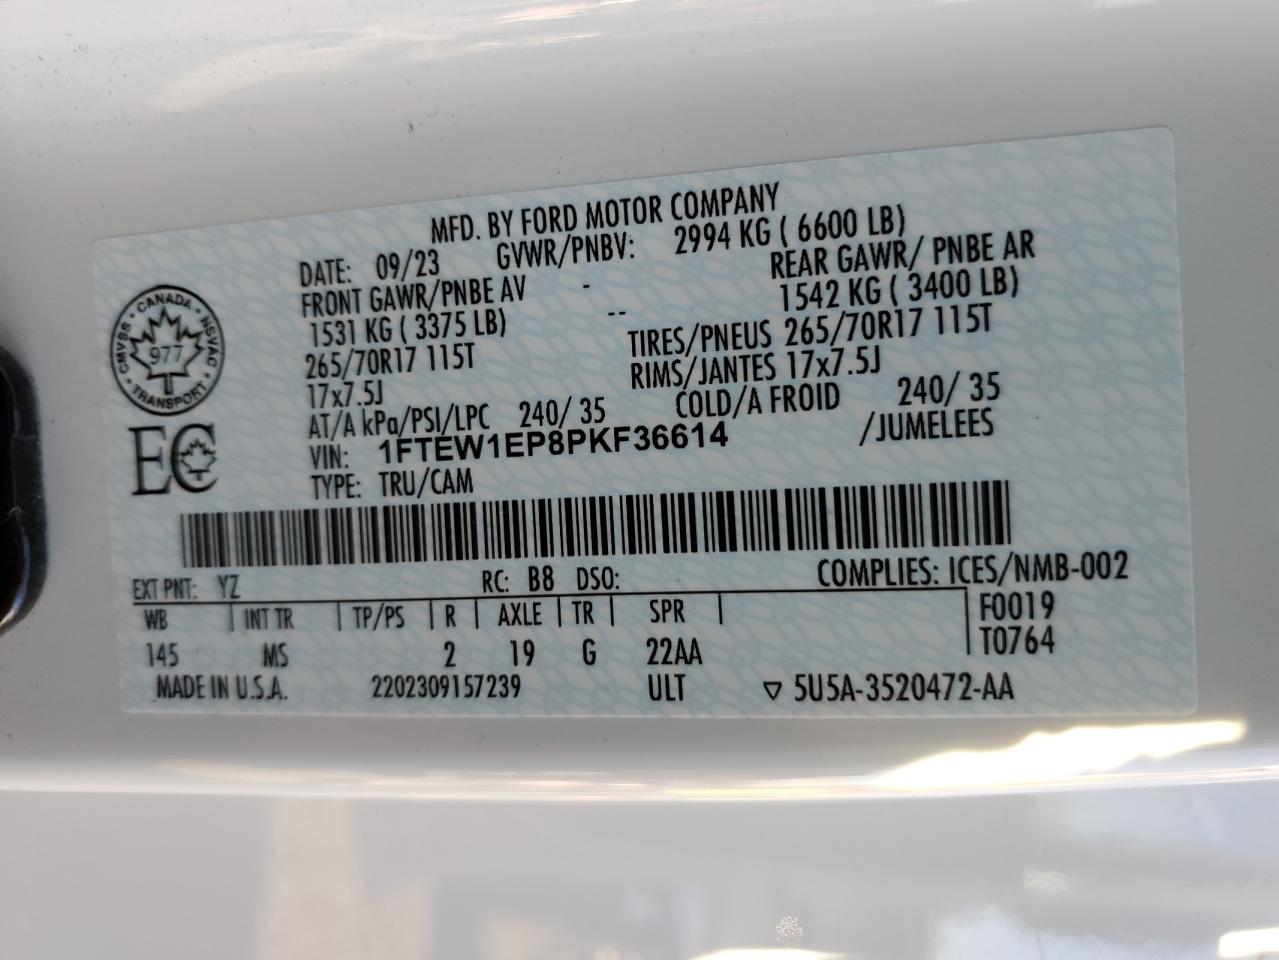 MFD. BY FORD MOTOR COMPANY
DATE: 09/23 GVWR/PNBV: 2994 KG ( 6600 LB)
FRONT GAWR/PNBE AV - REAR GAWR/ PNBE AR
1531 KG ( 3375 LB) -- 1542 KG ( 3400 LB)
265/70R17 115T TIRES/PNEUS 265/70R17 115T
17x7.5J RIMS/JANTES 17x7.5J
AT/A kPa/PSI/LPC 240/ 35 COLD/A FROID 240/ 35
VIN: 1FTEW1EP8PKF36614 /JUMELEES
TYPE: TRU/CAM
CANADA
CMVSS • NSVAC
977
TRANSPORT
EC
EXT PNT: YZ RC: B8 DSO: COMPLIES: ICES/NMB-002
WB | INT TR | TP/PS | R | AXLE | TR | SPR | F0019
145 MS 2 19 G 22AA T0764
MADE IN U.S.A. 2202309157239 ULT ▽ 5U5A-3520472-AA